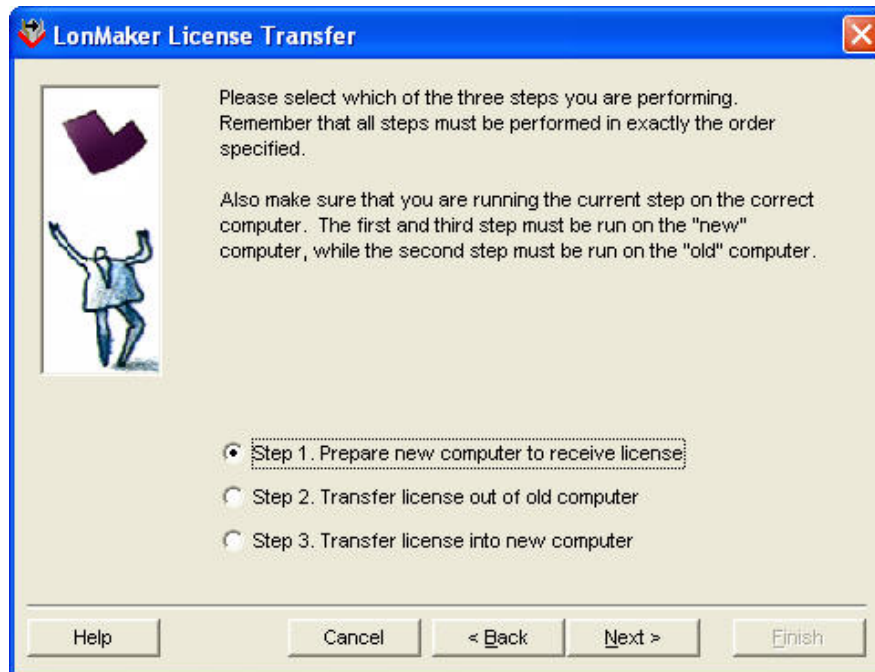 LonMaker License Transfer
Please select which of the three steps you are performing.
Remember that all steps must be performed in exactly the order
specified.
Also make sure that you are running the current step on the correct
computer. The first and third step must be run on the "new"
computer, while the second step must be run on the "old" computer.
Step 1. Prepare new computer to receive license
Step 2. Transfer license out of old computer
Step 3. Transfer license into new computer
Help
Cancel
< Back
Next >
Finish